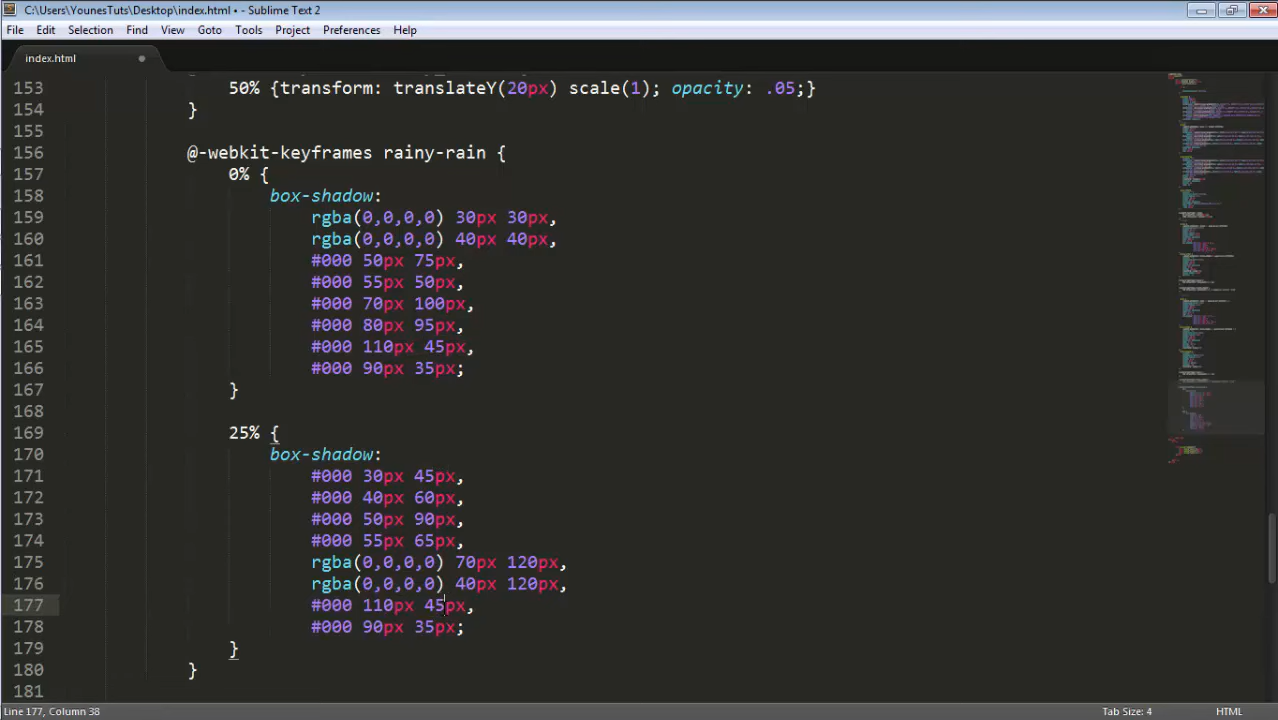 C:\Users\YounesTuts\Desktop\index.html • - Sublime Text 2
File Edit Selection Find View Goto Tools Project Preferences Help
index.html
153 50% {transform: translateY(20px) scale(1); opacity: .05;}
154 }
155
156 @-webkit-keyframes rainy-rain {
157 0% {
158 box-shadow:
159 rgba(0,0,0,0) 30px 30px,
160 rgba(0,0,0,0) 40px 40px,
161 #000 50px 75px,
162 #000 55px 50px,
163 #000 70px 100px,
164 #000 80px 95px,
165 #000 110px 45px,
166 #000 90px 35px;
167 }
168
169 25% {
170 box-shadow:
171 #000 30px 45px,
172 #000 40px 60px,
173 #000 50px 90px,
174 #000 55px 65px,
175 rgba(0,0,0,0) 70px 120px,
176 rgba(0,0,0,0) 40px 120px,
177 #000 110px 45px,
178 #000 90px 35px;
179 }
180 }
181
Line 177, Column 38 Tab Size: 4 HTML